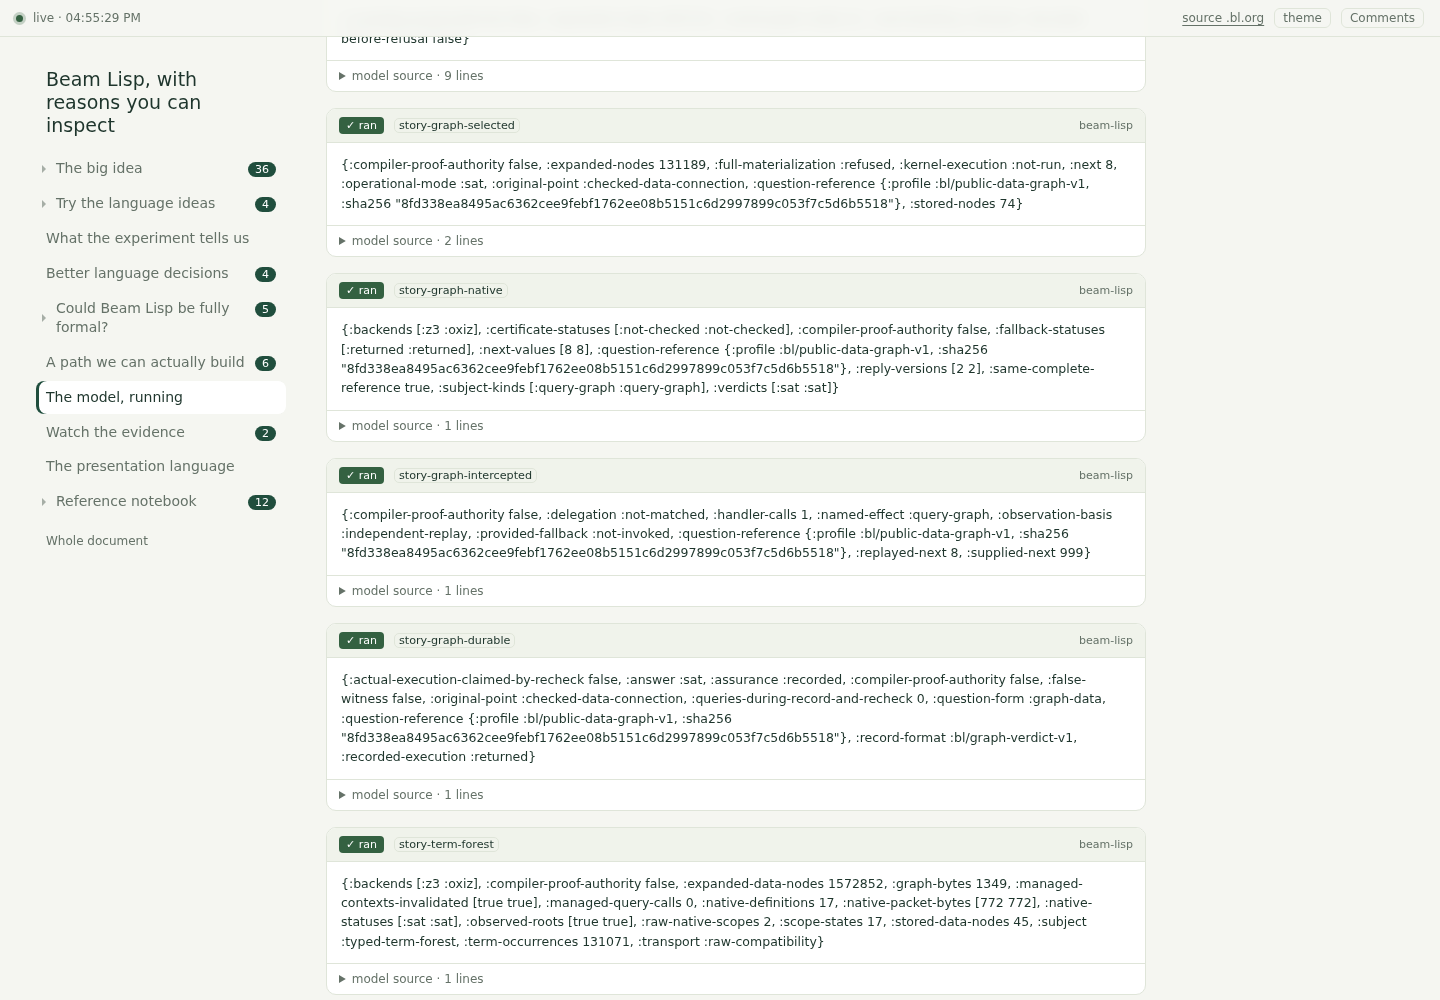 live · 04:55:29 PM
source .bl.org
theme
Comments
Beam Lisp, with
reasons you can
inspect
The big idea 36
Try the language ideas 4
What the experiment tells us
Better language decisions 4
Could Beam Lisp be fully
formal? 5
A path we can actually build 6
The model, running
Watch the evidence 2
The presentation language
Reference notebook 12
Whole document
before-refusal false}
model source · 9 lines
✓ ran story-graph-selected beam-lisp
{:compiler-proof-authority false, :expanded-nodes 131189, :full-materialization :refused, :kernel-execution :not-run, :next 8,
:operational-mode :sat, :original-point :checked-data-connection, :question-reference {:profile :bl/public-data-graph-v1,
:sha256 "8fd338ea8495ac6362cee9febf1762ee08b5151c6d2997899c053f7c5d6b5518"}, :stored-nodes 74}
model source · 2 lines
✓ ran story-graph-native beam-lisp
{:backends [:z3 :oxiz], :certificate-statuses [:not-checked :not-checked], :compiler-proof-authority false, :fallback-statuses
[:returned :returned], :next-values [8 8], :question-reference {:profile :bl/public-data-graph-v1, :sha256
"8fd338ea8495ac6362cee9febf1762ee08b5151c6d2997899c053f7c5d6b5518"}, :reply-versions [2 2], :same-complete-
reference true, :subject-kinds [:query-graph :query-graph], :verdicts [:sat :sat]}
model source · 1 lines
✓ ran story-graph-intercepted beam-lisp
{:compiler-proof-authority false, :delegation :not-matched, :handler-calls 1, :named-effect :query-graph, :observation-basis
:independent-replay, :provided-fallback :not-invoked, :question-reference {:profile :bl/public-data-graph-v1, :sha256
"8fd338ea8495ac6362cee9febf1762ee08b5151c6d2997899c053f7c5d6b5518"}, :replayed-next 8, :supplied-next 999}
model source · 1 lines
✓ ran story-graph-durable beam-lisp
{:actual-execution-claimed-by-recheck false, :answer :sat, :assurance :recorded, :compiler-proof-authority false, :false-
witness false, :original-point :checked-data-connection, :queries-during-record-and-recheck 0, :question-form :graph-data,
:question-reference {:profile :bl/public-data-graph-v1, :sha256
"8fd338ea8495ac6362cee9febf1762ee08b5151c6d2997899c053f7c5d6b5518"}, :record-format :bl/graph-verdict-v1,
:recorded-execution :returned}
model source · 1 lines
✓ ran story-term-forest beam-lisp
{:backends [:z3 :oxiz], :compiler-proof-authority false, :expanded-data-nodes 1572852, :graph-bytes 1349, :managed-
contexts-invalidated [true true], :managed-query-calls 0, :native-definitions 17, :native-packet-bytes [772 772], :native-
statuses [:sat :sat], :observed-roots [true true], :raw-native-scopes 2, :scope-states 17, :stored-data-nodes 45, :subject
:typed-term-forest, :term-occurrences 131071, :transport :raw-compatibility}
model source · 1 lines